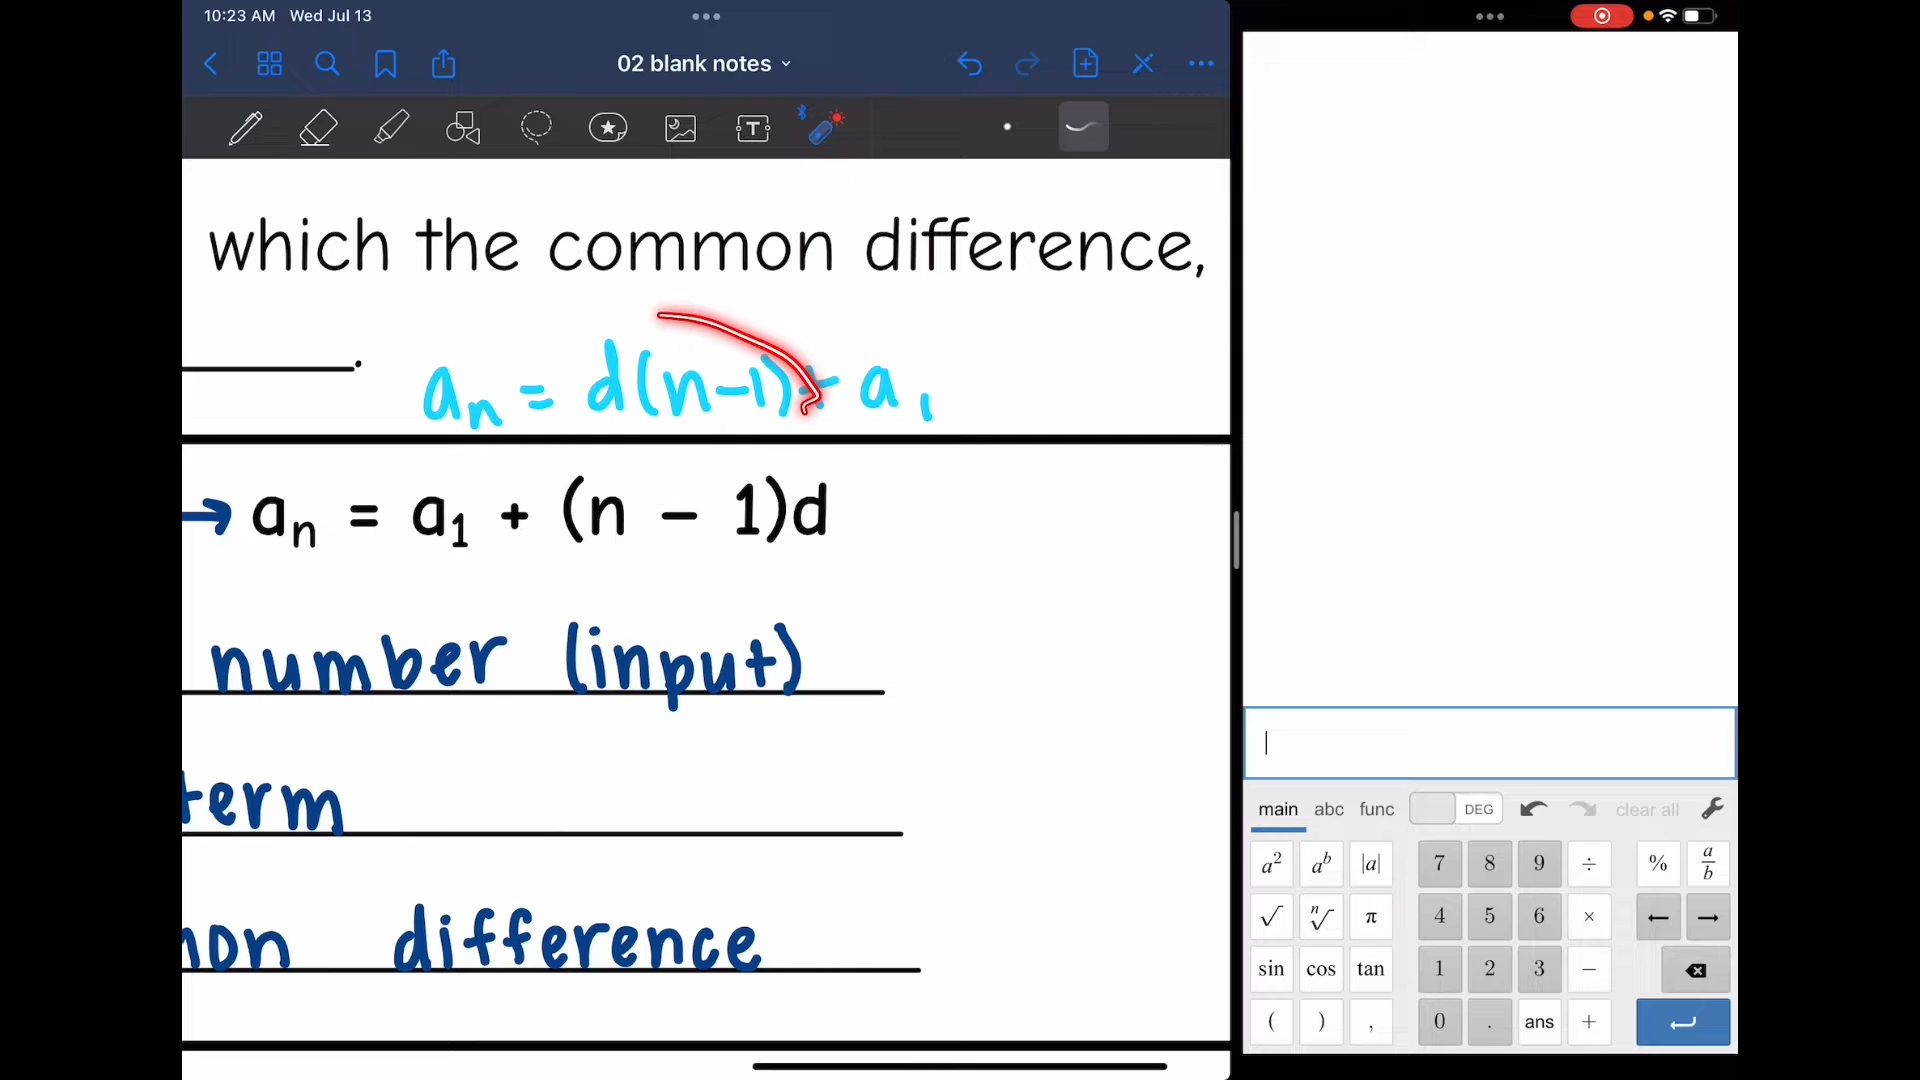 10:23 AM Wed Jul 13
02 blank notes
T
which the common difference,
.
aₙ = d(n-1)+ a₁
→ aₙ = a₁ + (n – 1)d
number (input)
term
difference
main abc func DEG clear all
a² aᵇ |a| 7 8 9 ÷ % a/b
√ ⁿ√ π 4 5 6 × ← →
sin cos tan 1 2 3 −
( ) , 0 . ans +